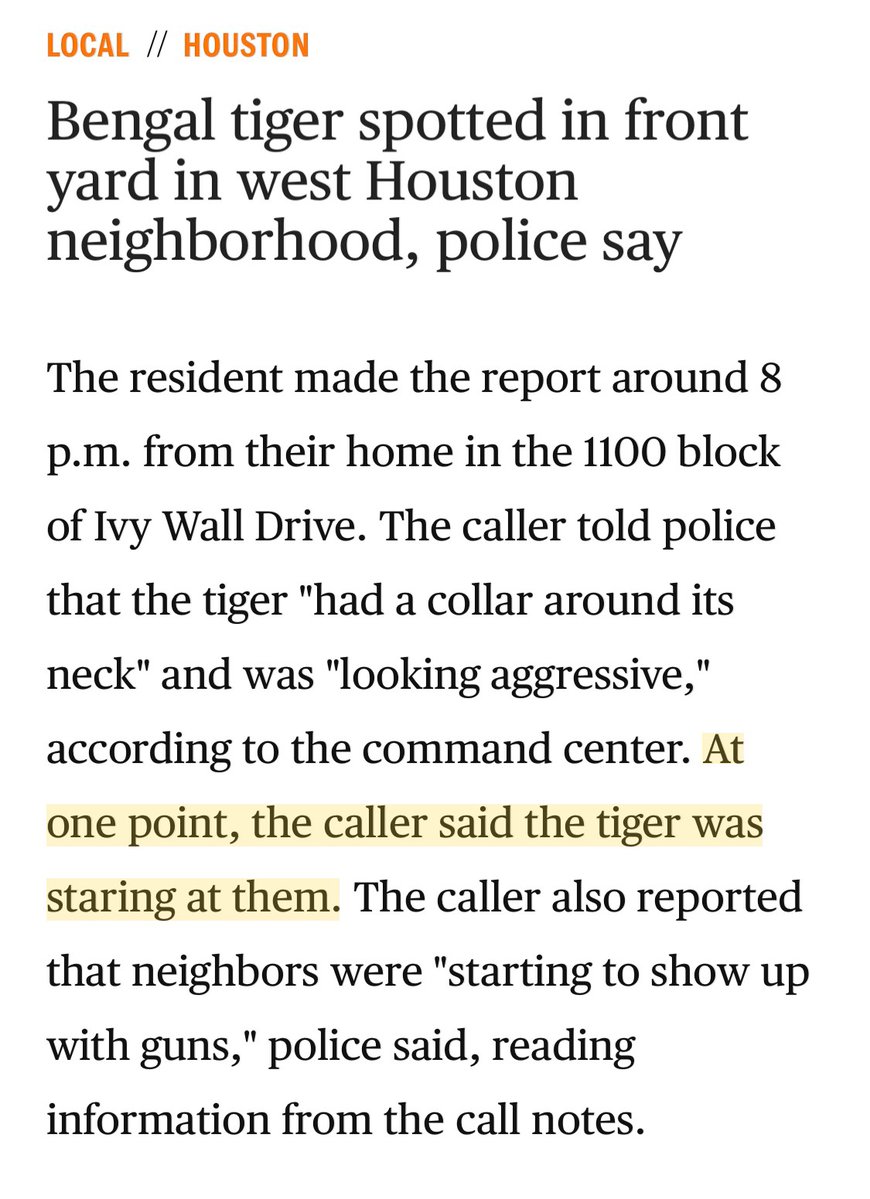 LOCAL // HOUSTON
Bengal tiger spotted in front
yard in west Houston
neighborhood, police say
The resident made the report around 8
p.m. from their home in the 1100 block
of Ivy Wall Drive. The caller told police
that the tiger "had a collar around its
neck" and was "looking aggressive,"
according to the command center. At
one point, the caller said the tiger was
staring at them. The caller also reported
that neighbors were "starting to show up
with guns," police said, reading
information from the call notes.